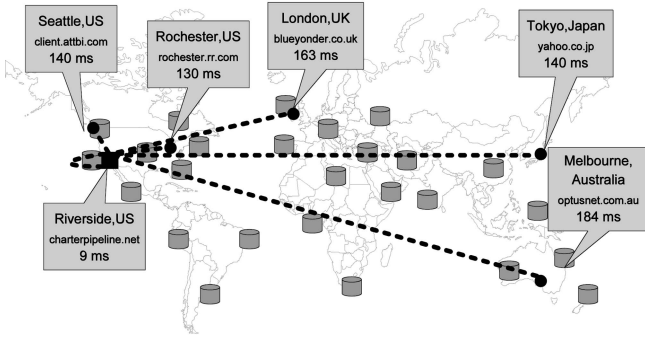 Seattle,US
client.attbi.com
140 ms
Rochester,US
rochester.rr.com
130 ms
London,UK
blueyonder.co.uk
163 ms
Tokyo,Japan
yahoo.co.jp
140 ms
Melbourne,
Australia
optusnet.com.au
184 ms
Riverside,US
charterpipeline.net
9 ms